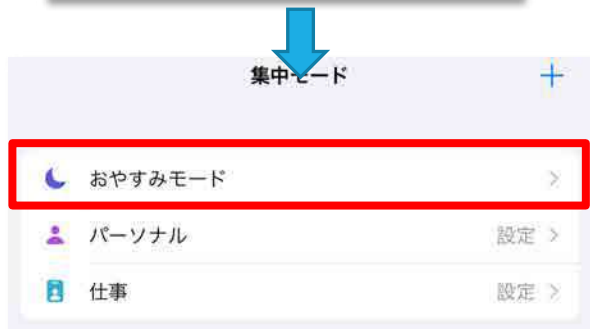 集中モード
おやすみモード
パーソナル 設定
仕事 設定